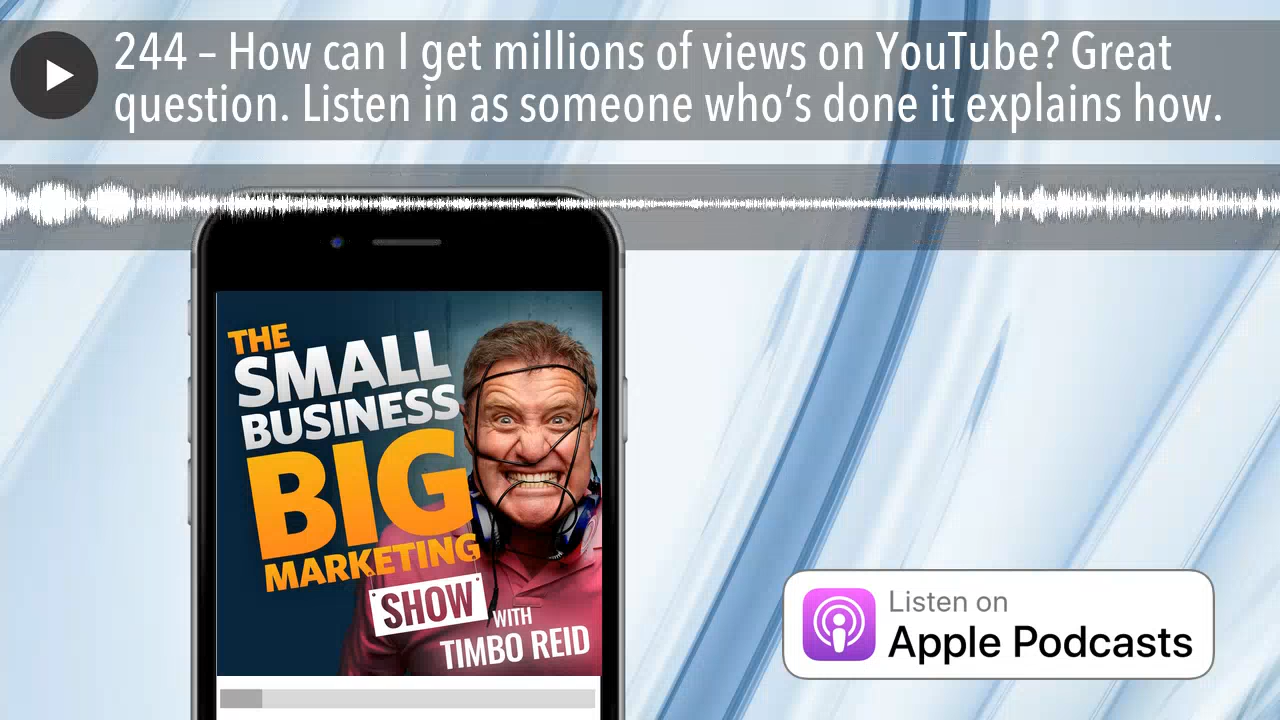 244 – How can I get millions of views on YouTube? Great
question. Listen in as someone who’s done it explains how.
THE
SMALL
BUSINESS
BIG
MARKETING
SHOW
WITH
TIMBO REID
Listen on
Apple Podcasts